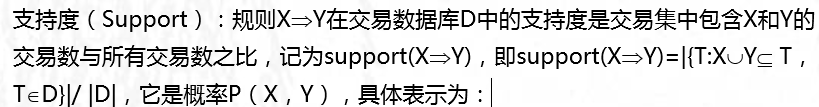 支持度（Support）：规则X⇒Y在交易数据库D中的支持度是交易集中包含X和Y的
交易数与所有交易数之比，记为support(X⇒Y)，即support(X⇒Y)=|{T:X∪Y⊆ T，
T∈D}|/ |D|，它是概率P（X，Y），具体表示为：